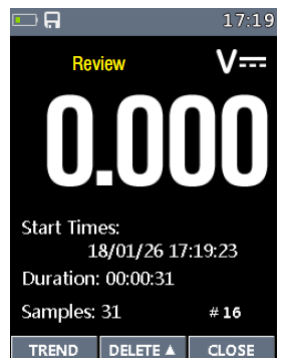 17:19
Review V
0.000
Start Times:
18/01/26 17:19:23
Duration: 00:00:31
Samples: 31 # 16
TREND DELETE ▲ CLOSE